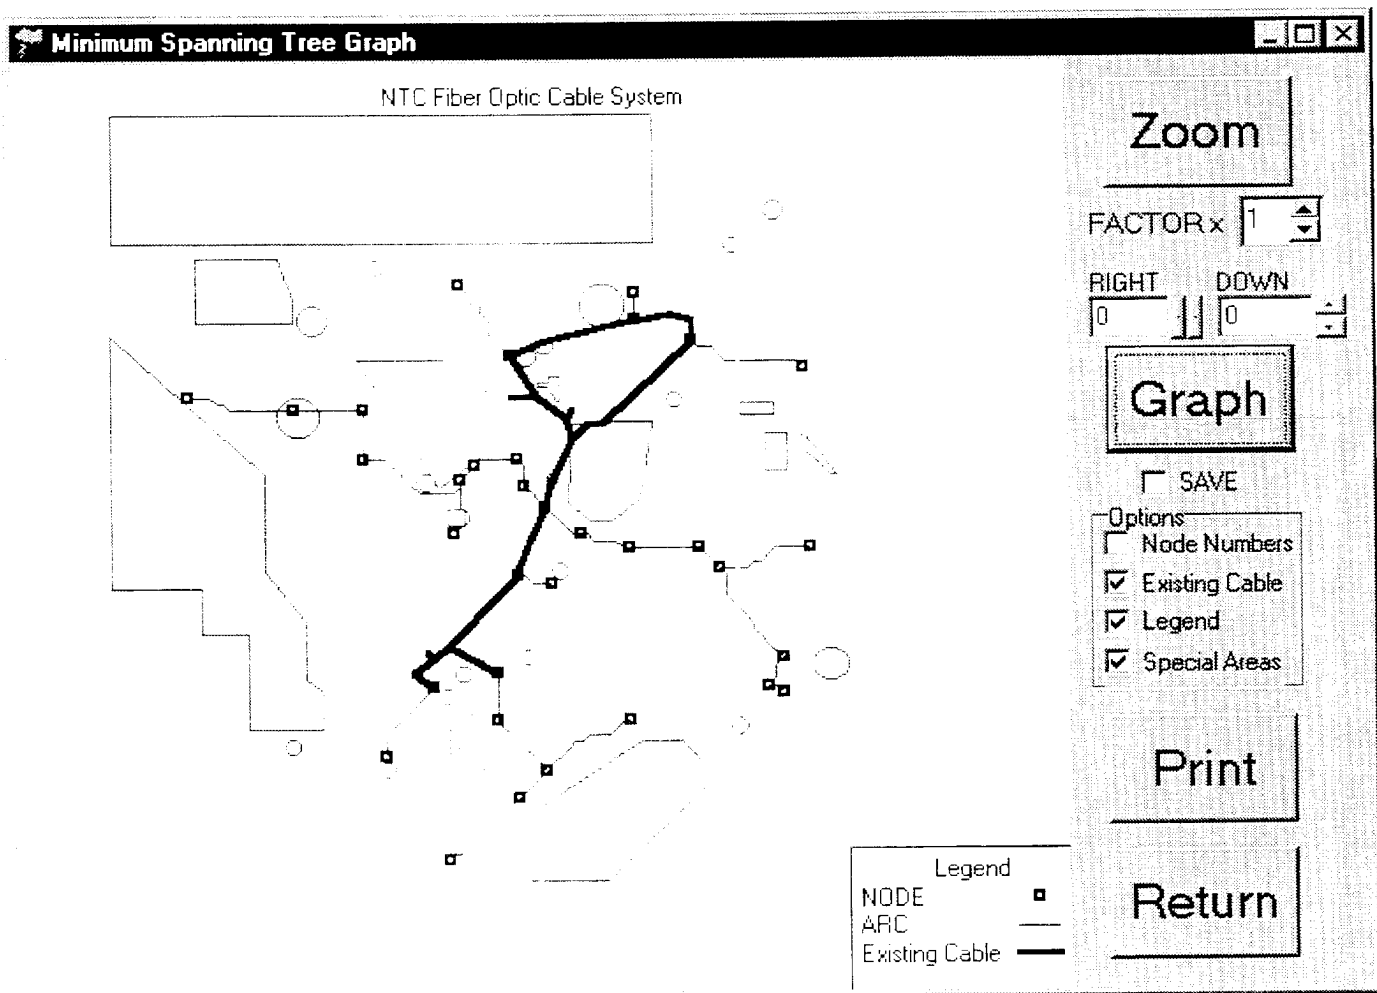 Minimum Spanning Tree Graph
NTC Fiber Optic Cable System
Zoom
FACTOR x 1
RIGHT DOWN
0 0
Graph
SAVE
Options
Node Numbers
Existing Cable
Legend
Special Areas
Print
Return
Legend
NODE
ARC
Existing Cable